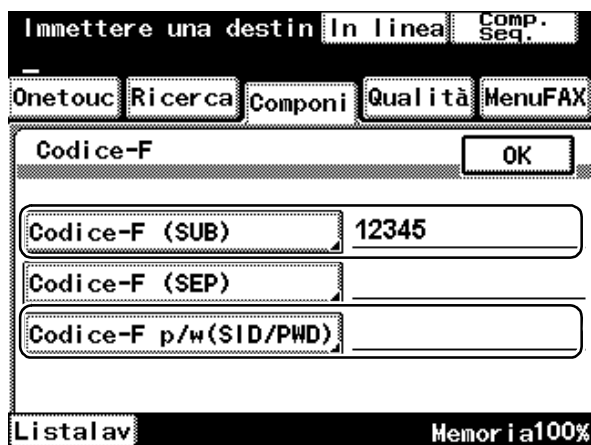 Immettere una destin In linea Comp. Seq.
Onetouc Ricerca Componi Qualità MenuFAX
Codice-F OK
Codice-F (SUB) 12345
Codice-F (SEP)
Codice-F p/w(SID/PWD)
Listalav Memoria100%